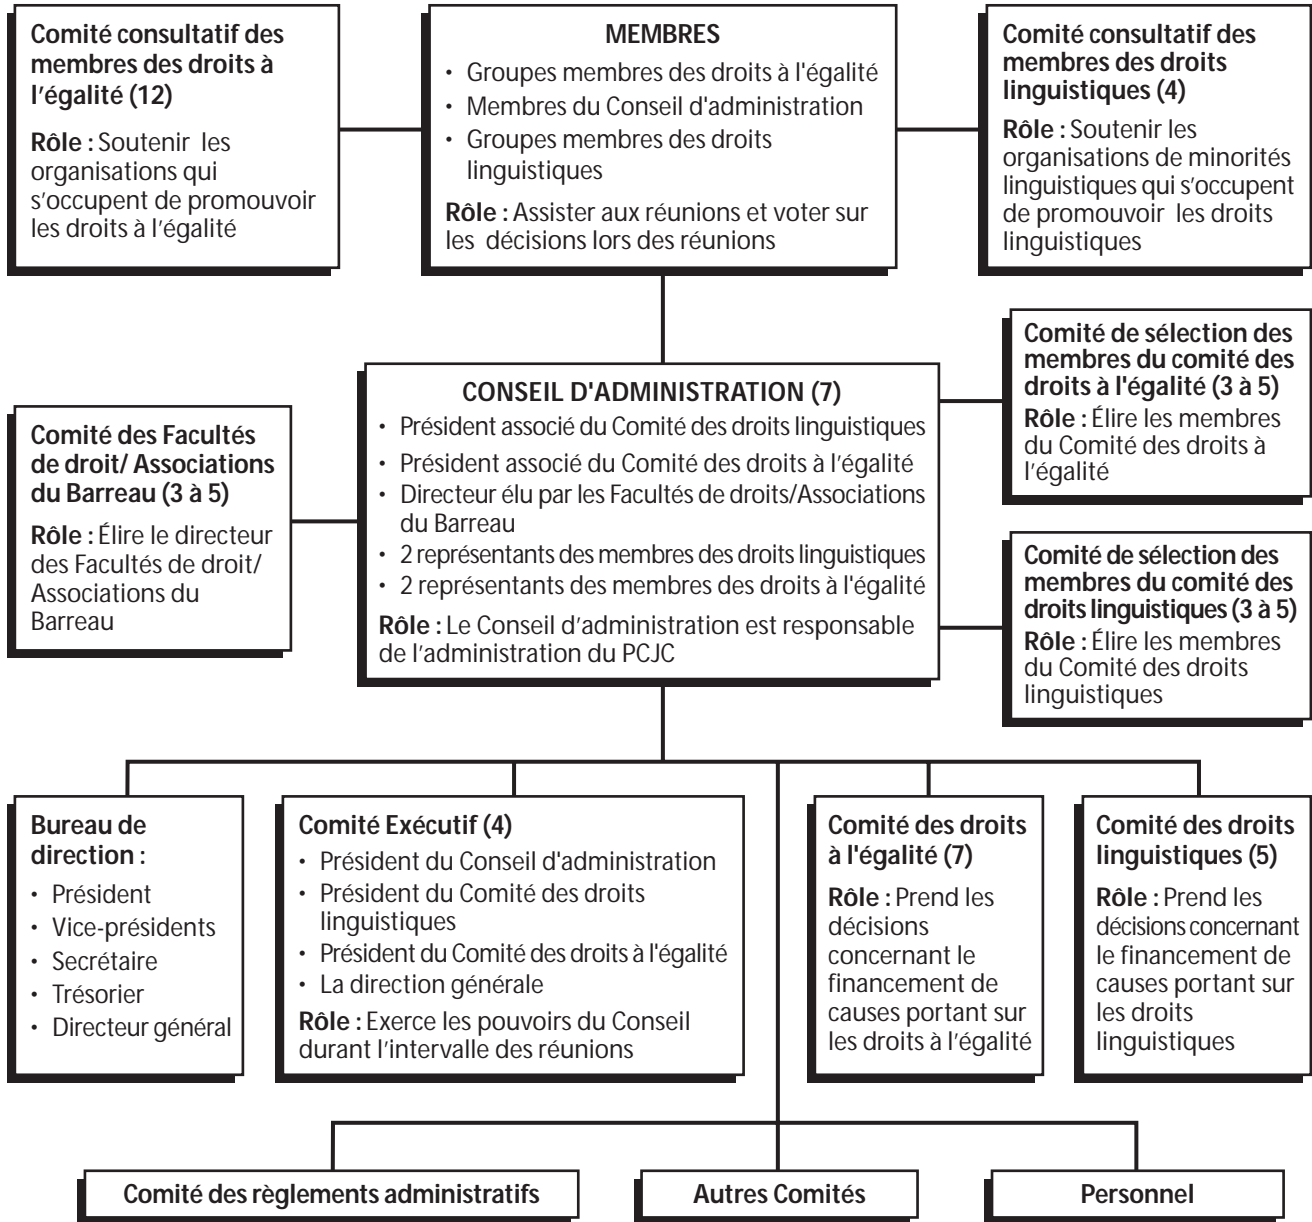 Comité consultatif des
membres des droits à
l’égalité (12)
Rôle : Soutenir les
organisations qui
s’occupent de promouvoir
les droits à l’égalité
MEMBRES
• Groupes membres des droits à l'égalité
• Membres du Conseil d'administration
• Groupes membres des droits
linguistiques
Rôle : Assister aux réunions et voter sur
les décisions lors des réunions
Comité consultatif des
membres des droits
linguistiques (4)
Rôle : Soutenir les
organisations de minorités
linguistiques qui s’occupent
de promouvoir les droits
linguistiques
Comité des Facultés
de droit/ Associations
du Barreau (3 à 5)
Rôle : Élire le directeur
des Facultés de droit/
Associations du
Barreau
CONSEIL D'ADMINISTRATION (7)
• Président associé du Comité des droits linguistiques
• Président associé du Comité des droits à l'égalité
• Directeur élu par les Facultés de droits/Associations
du Barreau
• 2 représentants des membres des droits linguistiques
• 2 représentants des membres des droits à l'égalité
Rôle : Le Conseil d’administration est responsable
de l’administration du PCJC
Comité de sélection des
membres du comité des
droits à l'égalité (3 à 5)
Rôle : Élire les membres
du Comité des droits à
l’égalité
Comité de sélection des
membres du comité des
droits linguistiques (3 à 5)
Rôle : Élire les membres
du Comité des droits
linguistiques
Bureau de
direction :
• Président
• Vice-présidents
• Secrétaire
• Trésorier
• Directeur général
Comité Exécutif (4)
• Président du Conseil d'administration
• Président du Comité des droits
linguistiques
• Président du Comité des droits à l'égalité
• La direction générale
Rôle : Exerce les pouvoirs du Conseil
durant l’intervalle des réunions
Comité des droits
à l'égalité (7)
Rôle : Prend les
décisions
concernant le
financement de
causes portant sur
les droits à l’égalité
Comité des droits
linguistiques (5)
Rôle : Prend les
décisions concernant
le financement de
causes portant sur
les droits
linguistiques
Comité des règlements administratifs
Autres Comités
Personnel